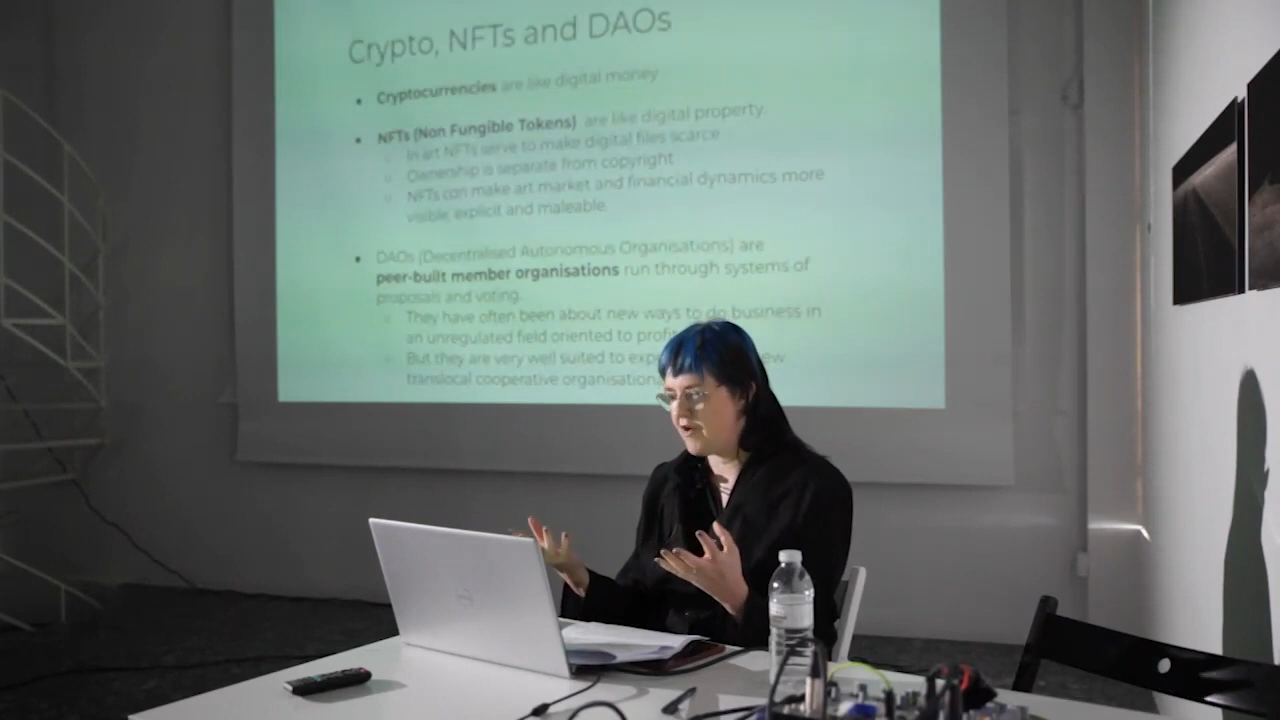 Crypto, NFTs and DAOs
Cryptocurrencies are like digital money
NFTs (Non Fungible Tokens) are like digital property.
In art NFTs serve to make digital files scarce
Ownership is separate from copyright
NFTs can make art market and financial dynamics more
visible, explicit and maleable.
DAOs (Decentralised Autonomous Organisations) are
peer-built member organisations run through systems of
proposals and voting.
They have often been about new ways to do business in
an unregulated field oriented to
But they are very well suited to
translocal cooperative
DELL